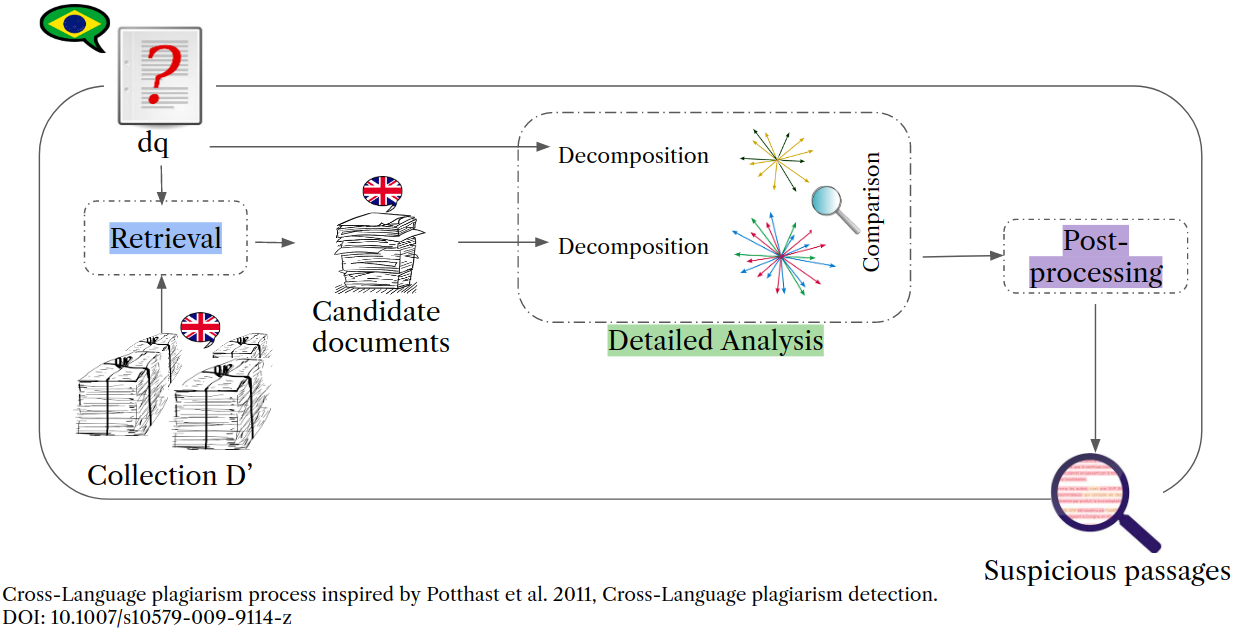 dq
Decomposition
Comparison
Retrieval
Decomposition
Post-
processing
Candidate
documents
Detailed Analysis
Collection D’
Suspicious passages
Cross-Language plagiarism process inspired by Potthast et al. 2011, Cross-Language plagiarism detection.
DOI: 10.1007/s10579-009-9114-z
?